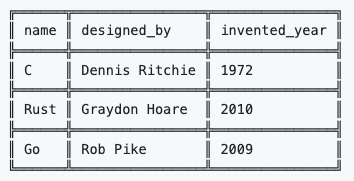 name designed_by invented_year
C Dennis Ritchie 1972
Rust Graydon Hoare 2010
Go Rob Pike 2009